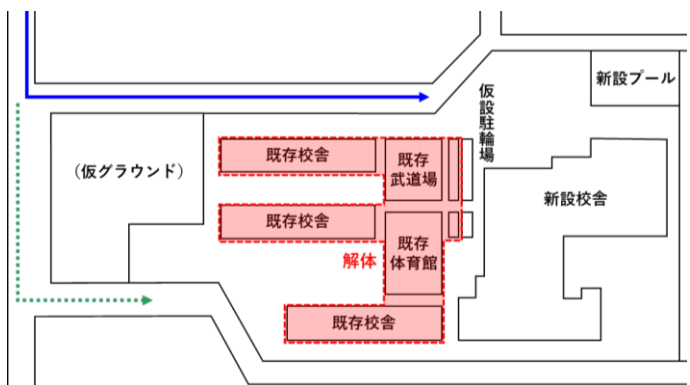 新設プール
仮設駐輪場
既存校舎
既存
武道場
(仮グラウンド)
新設校舎
既存校舎
既存
体育館
解体
既存校舎